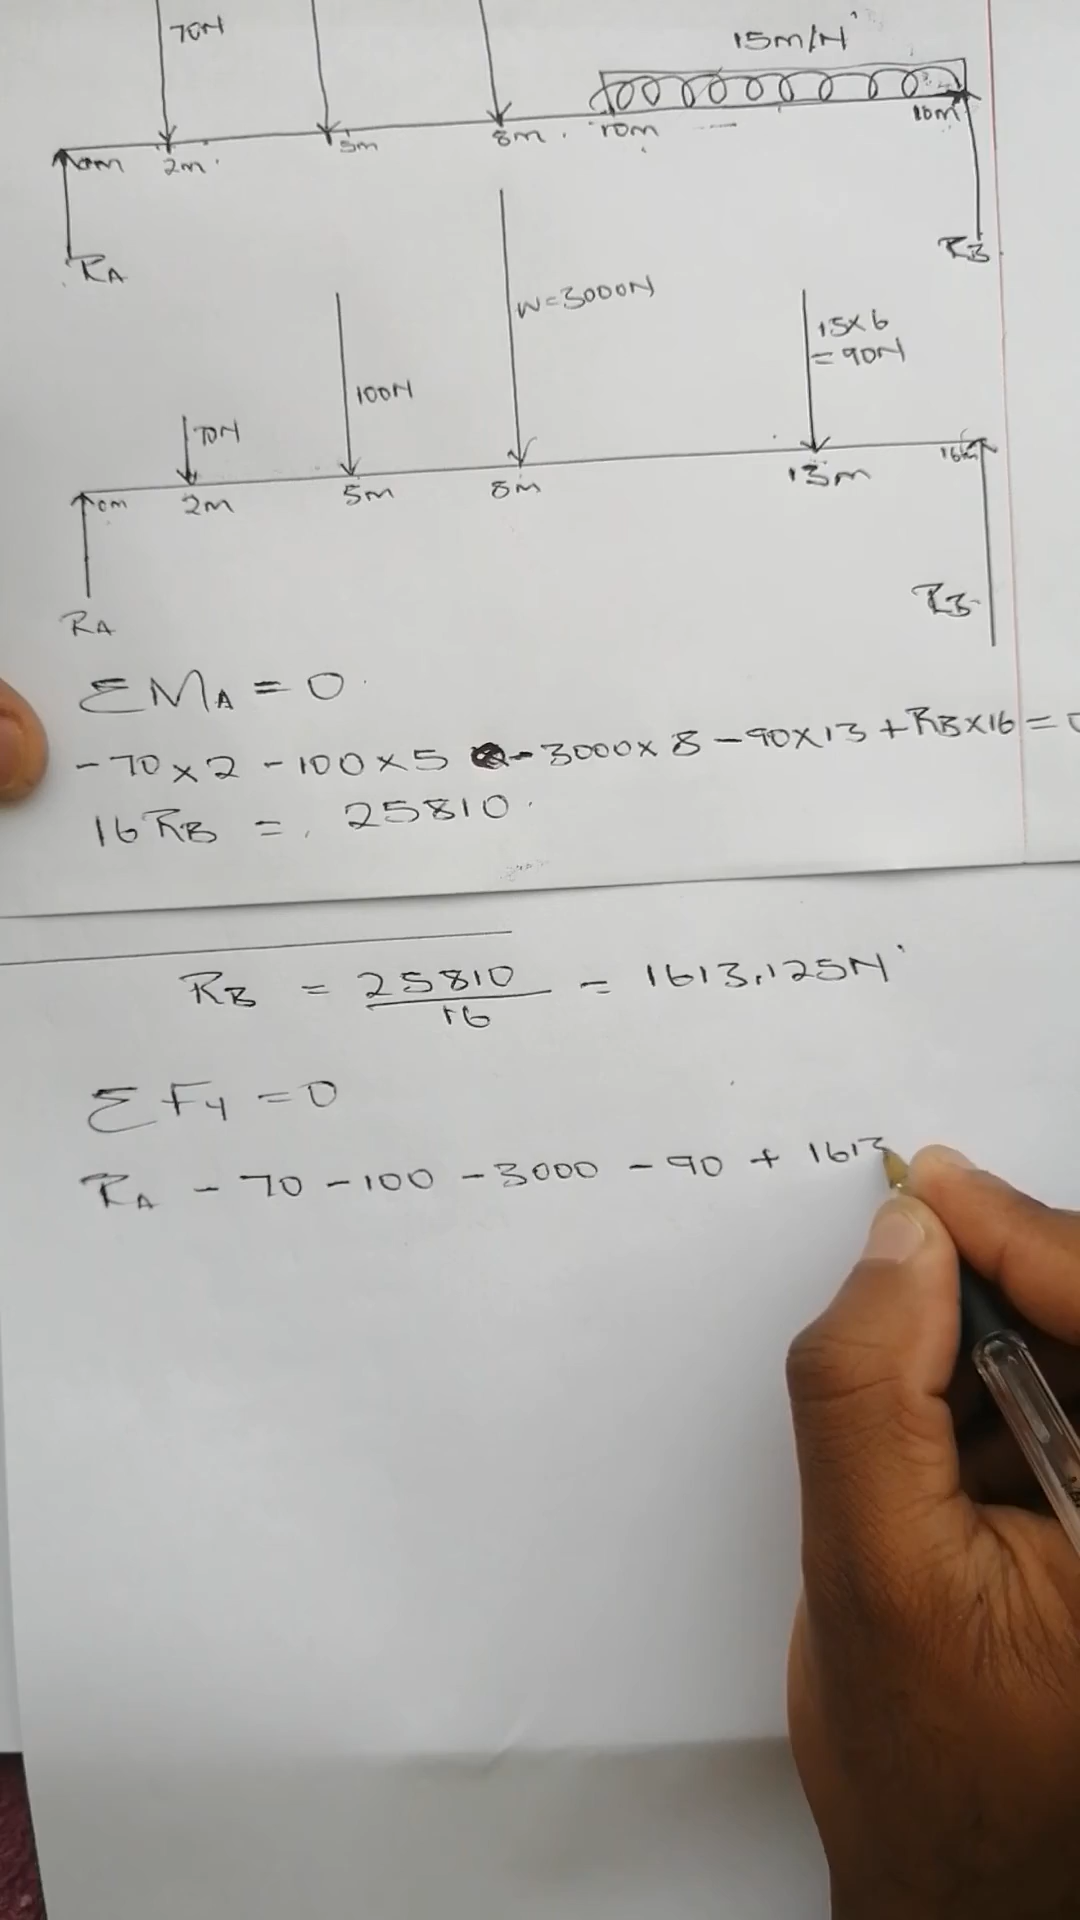 70N
15m/N
0m 2m 5m 8m 10m 16m
RA RB
W=3000N
15×6
=90N
100N
70N
0m 2m 5m 8m 13m 16m
RA RB
ΣMA = 0
-70×2 -100×5 -3000×8 -90×13 +RB×16 = 0
16RB = 25810
RB = 25810/16 = 1613.125N
ΣFy = 0
RA - 70 - 100 - 3000 - 90 + 1613